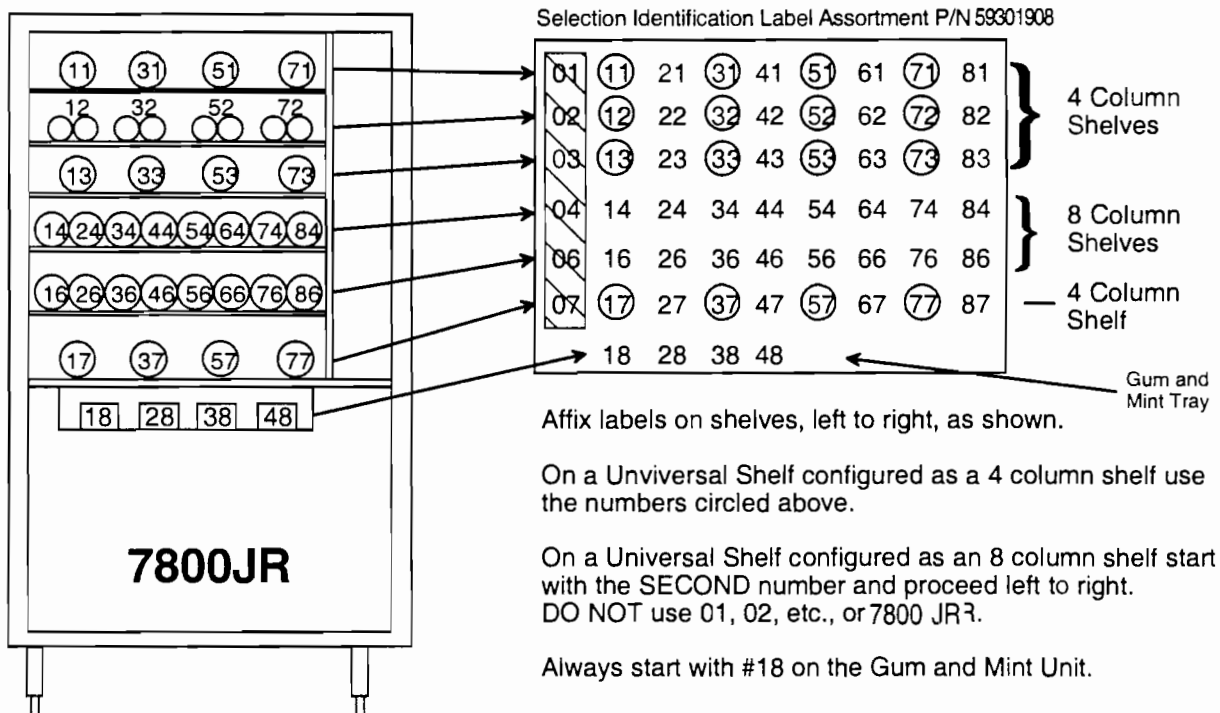 Selection Identification Label Assortment P/N 59301908
11 31 51 71
12 32 52 72
13 33 53 73
14 24 34 44 54 64 74 84
16 26 36 46 56 66 76 86
17 37 57 77
18 28 38 48
7800JR
01 11 21 31 41 51 61 71 81
02 12 22 32 42 52 62 72 82
03 13 23 33 43 53 63 73 83
04 14 24 34 44 54 64 74 84
06 16 26 36 46 56 66 76 86
07 17 27 37 47 57 67 77 87
18 28 38 48
4 Column
Shelves
8 Column
Shelves
4 Column
Shelf
Gum and
Mint Tray
Affix labels on shelves, left to right, as shown.
On a Unviversal Shelf configured as a 4 column shelf use
the numbers circled above.
On a Universal Shelf configured as an 8 column shelf start
with the SECOND number and proceed left to right.
DO NOT use 01, 02, etc., or 7800 JRR.
Always start with #18 on the Gum and Mint Unit.